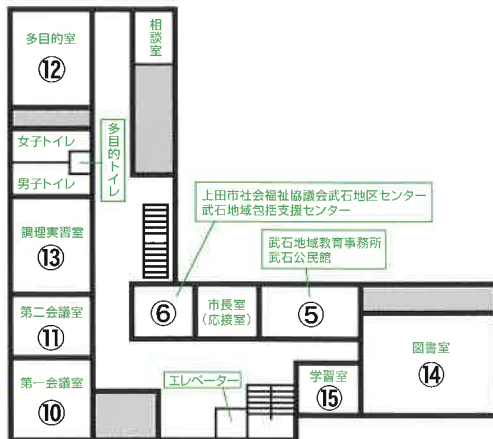 多目的室
⑫
相談室
女子トイレ
男子トイレ
多目的トイレ
上田市社会福祉協議会武石地区センター
武石地域包括支援センター
調理実習室
⑬
武石地域教育事務所
武石公民館
⑥
市長室
(応接室)
⑤
第二会議室
⑪
図書室
⑭
第一会議室
⑩
エレベーター
学習室
⑮